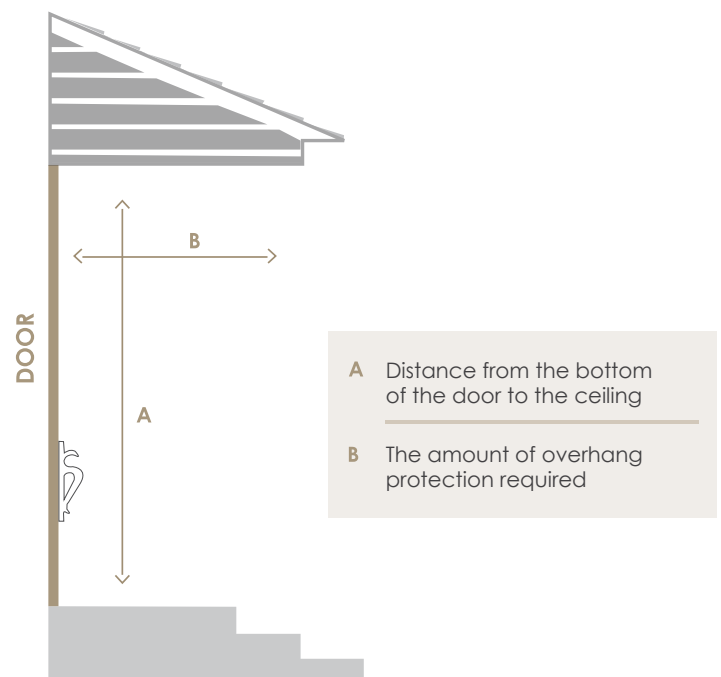 B
DOOR
A
A Distance from the bottom
of the door to the ceiling
B The amount of overhang
protection required